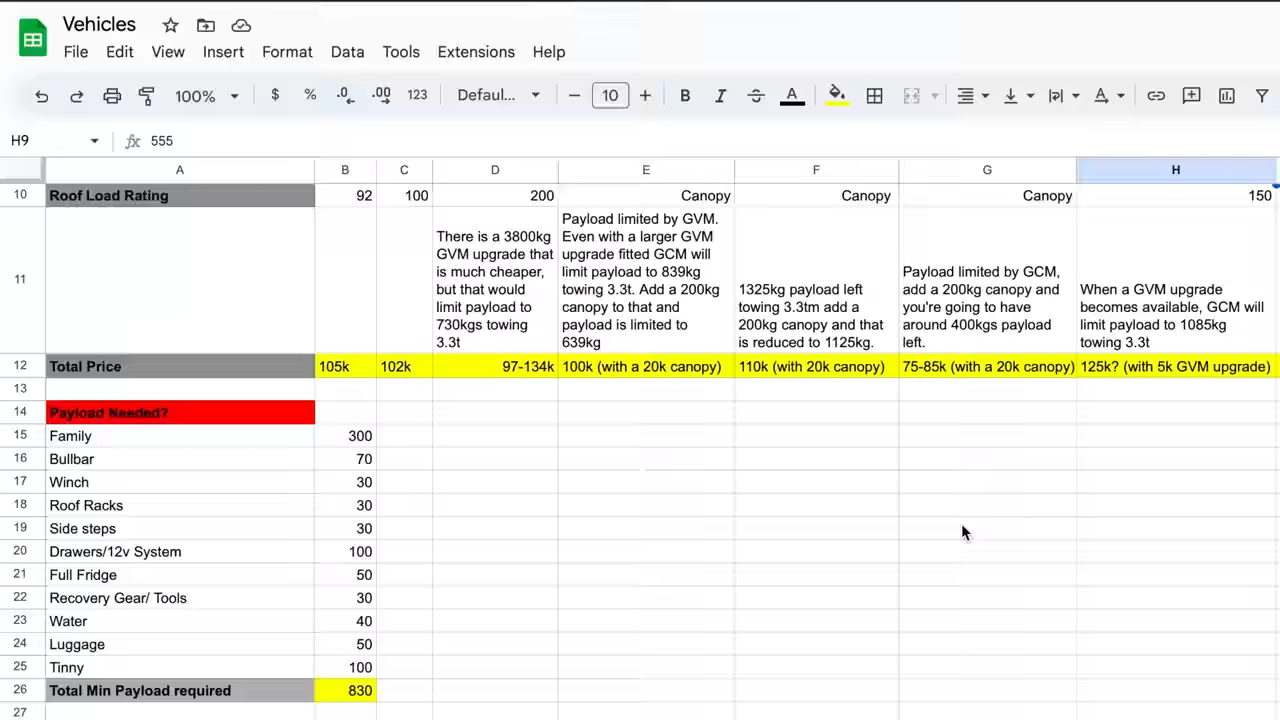 Vehicles
File Edit View Insert Format Data Tools Extensions Help
100% $ % .0 .00 123 Defaul... 10 B I A
H9 fx 555
A B C D E F G H
10 Roof Load Rating 92 100 200 Canopy Canopy Canopy 150
11
There is a 3800kg
GVM upgrade that
is much cheaper,
but that would
limit payload to
730kgs towing
3.3t
Payload limited by GVM.
Even with a larger GVM
upgrade fitted GCM will
limit payload to 839kg
towing 3.3t. Add a 200kg
canopy to that and
payload is limited to
639kg
1325kg payload left
towing 3.3tm add a
200kg canopy and that
is reduced to 1125kg.
Payload limited by GCM,
add a 200kg canopy and
you're going to have
around 400kgs payload
left.
When a GVM upgrade
becomes available, GCM will
limit payload to 1085kg
towing 3.3t
12 Total Price 105k 102k 97-134k 100k (with a 20k canopy) 110k (with 20k canopy) 75-85k (with a 20k canopy) 125k? (with 5k GVM upgrade)
13
14 Payload Needed?
15 Family 300
16 Bullbar 70
17 Winch 30
18 Roof Racks 30
19 Side steps 30
20 Drawers/12v System 100
21 Full Fridge 50
22 Recovery Gear/ Tools 30
23 Water 40
24 Luggage 50
25 Tinny 100
26 Total Min Payload required 830
27